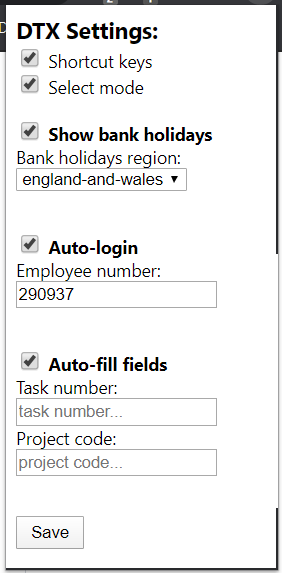 DTX Settings:
Shortcut keys
Select mode
Show bank holidays
Bank holidays region:
england-and-wales
Auto-login
Employee number:
290937
Auto-fill fields
Task number:
task number...
Project code:
project code...
Save